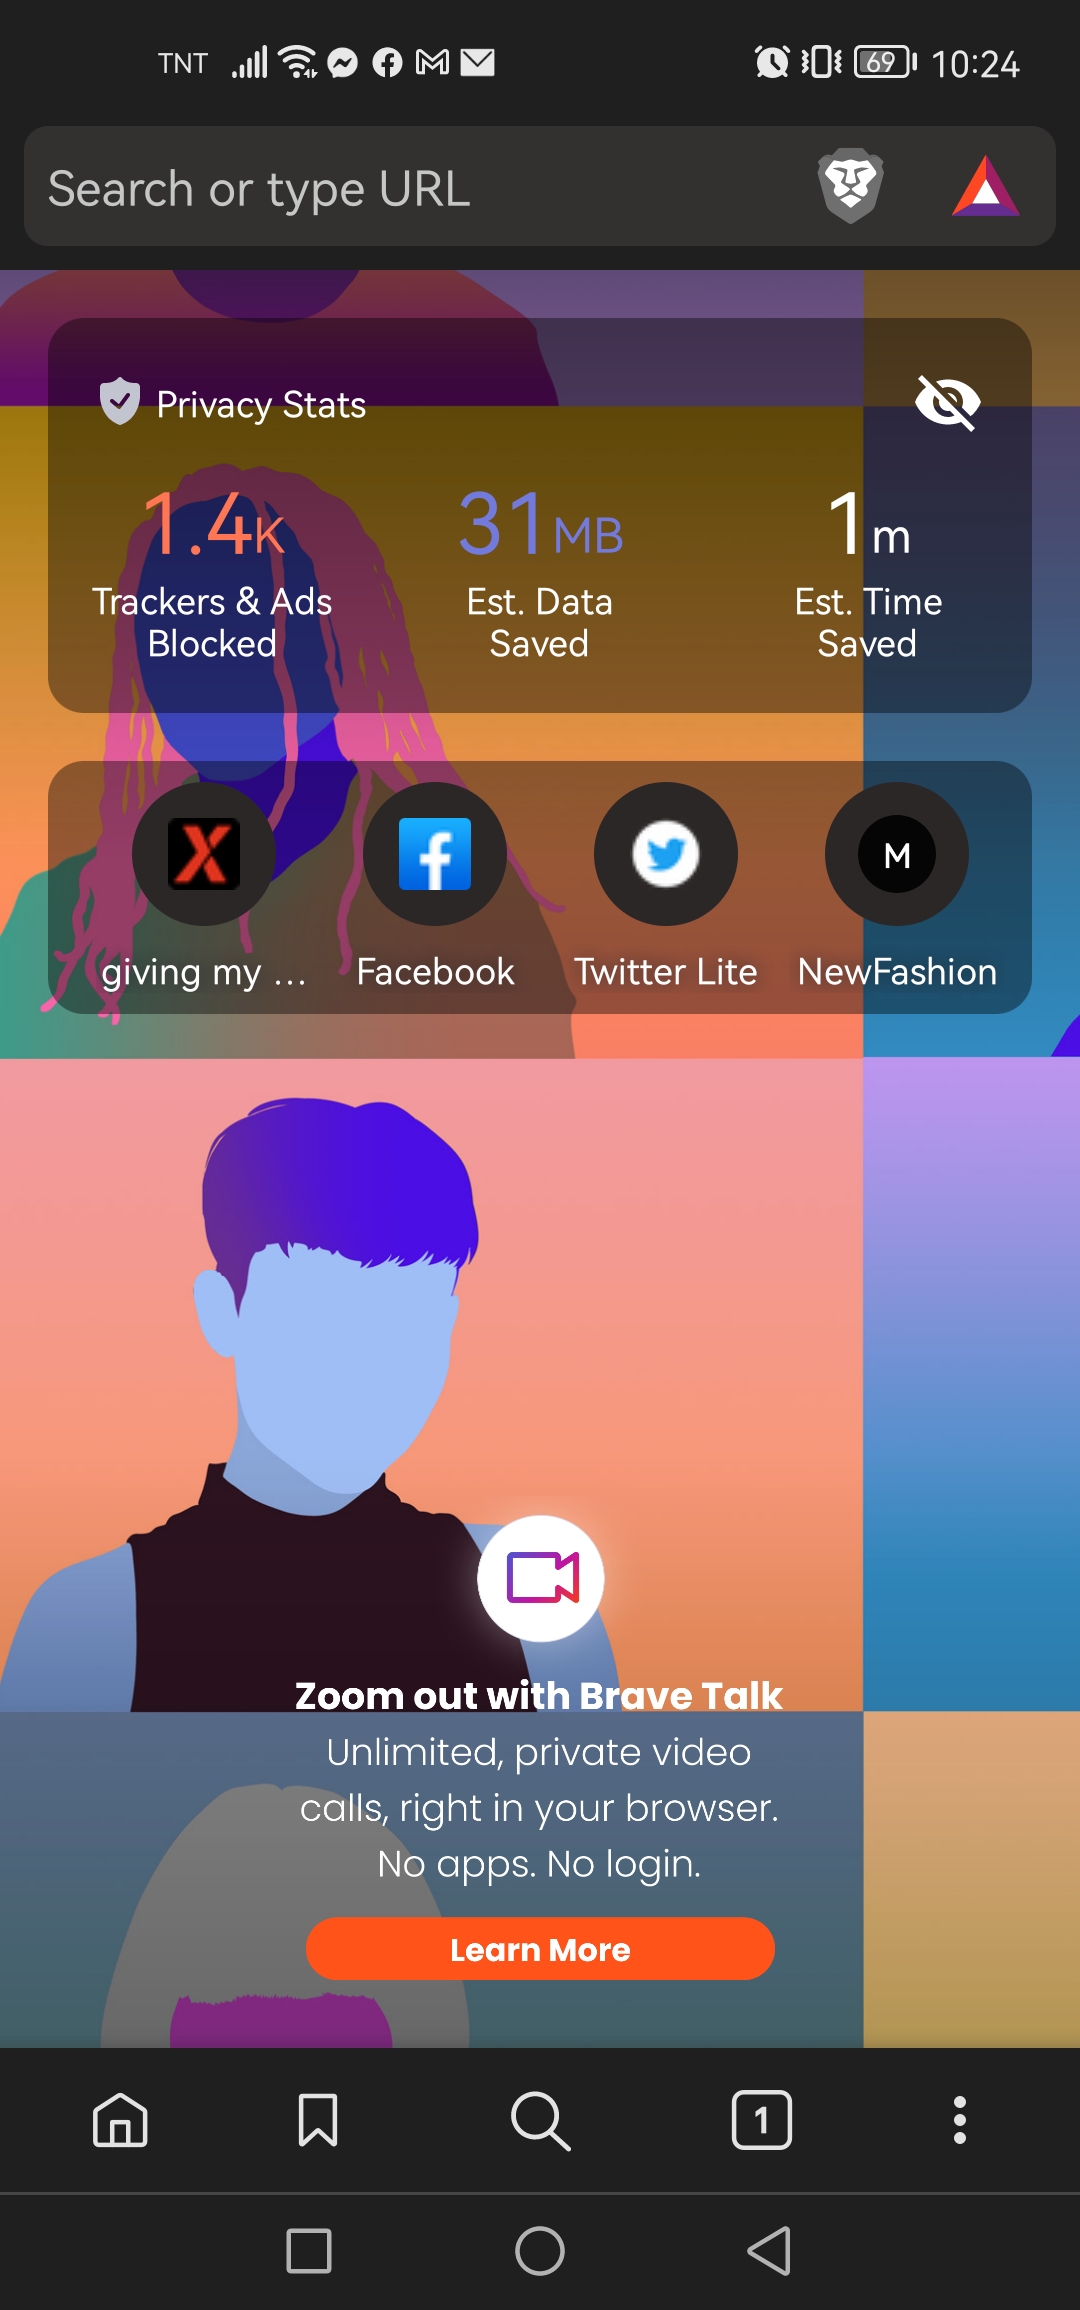 TNT 69 10:24
Search or type URL
Privacy Stats
1.4K 31MB 1m
Trackers & Ads Blocked Est. Data Saved Est. Time Saved
X M
giving my ... Facebook Twitter Lite NewFashion
Zoom out with Brave Talk
Unlimited, private video
calls, right in your browser.
No apps. No login.
Learn More
1